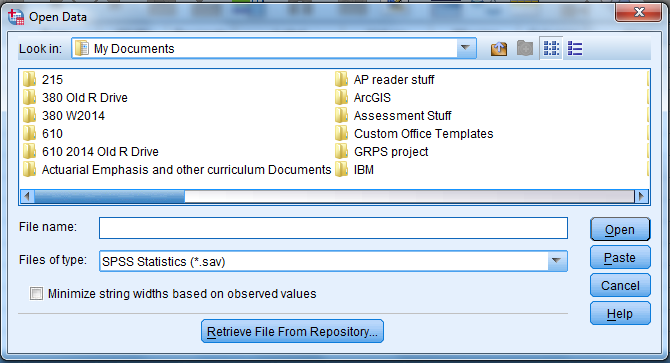 Open Data
Look in: My Documents
215
380 Old R Drive
380 W2014
610
610 2014 Old R Drive
Actuarial Emphasis and other curriculum Documents
AP reader stuff
ArcGIS
Assessment Stuff
Custom Office Templates
GRPS project
IBM
File name:
Open
Files of type: SPSS Statistics (*.sav)
Paste
Minimize string widths based on observed values
Cancel
Help
Retrieve File From Repository...